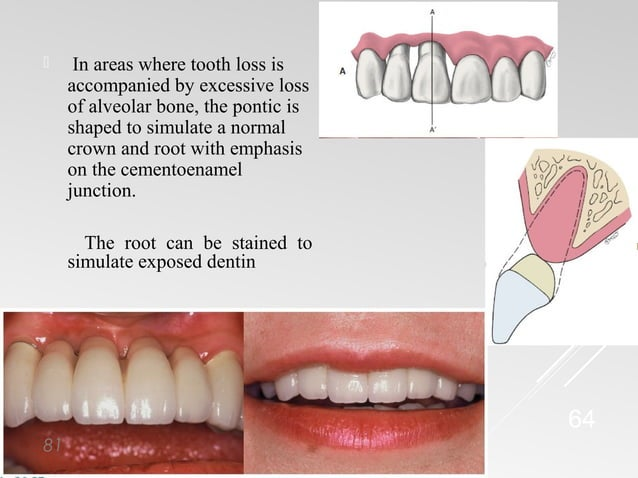 In areas where tooth loss is
accompanied by excessive loss
of alveolar bone, the pontic is
shaped to simulate a normal
crown and root with emphasis
on the cementoenamel
junction.
The root can be stained to
simulate exposed dentin
A
A
A'
64
81